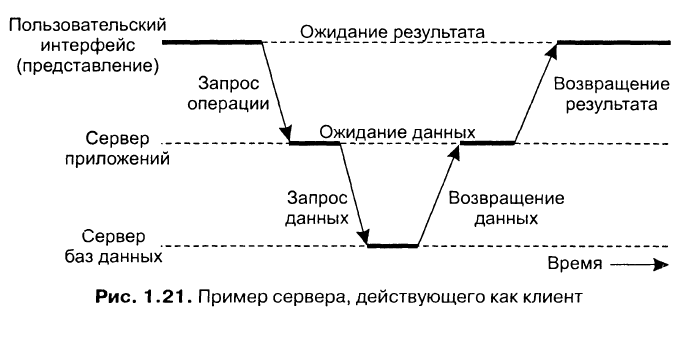 Пользовательский
интерфейс
(представление)
Ожидание результата
Запрос
операции
Возвращение
результата
Сервер
приложений
Ожидание данных
Запрос
данных
Возвращение
данных
Сервер
баз данных
Время
Рис. 1.21. Пример сервера, действующего как клиент